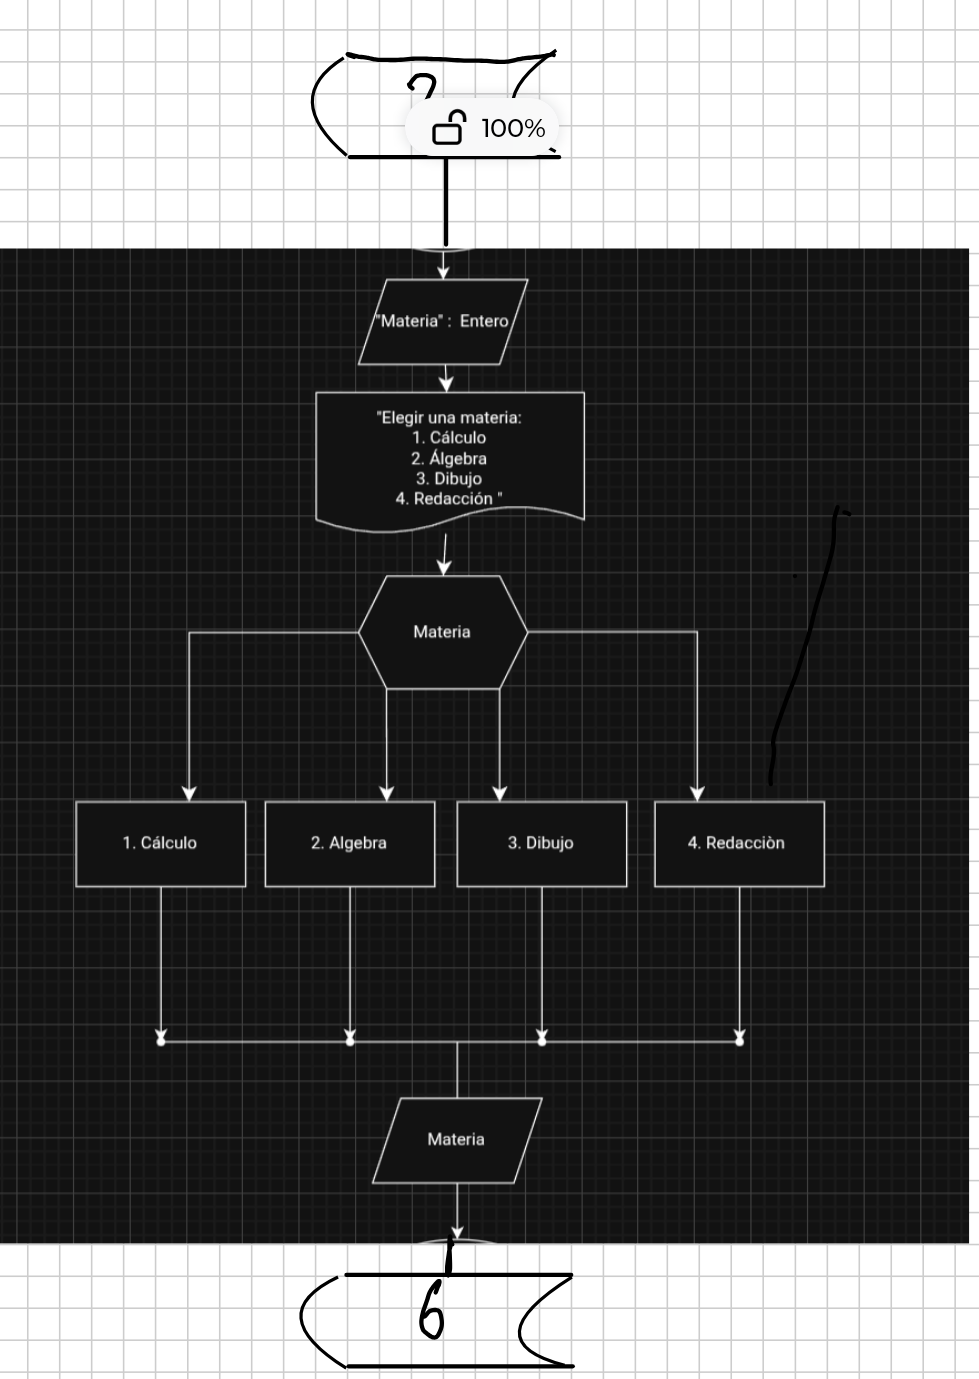 100%
"Materia" : Entero
"Elegir una materia:
1. Cálculo
2. Álgebra
3. Dibujo
4. Redacción "
Materia
1. Cálculo
2. Algebra
3. Dibujo
4. Redacciòn
Materia
6